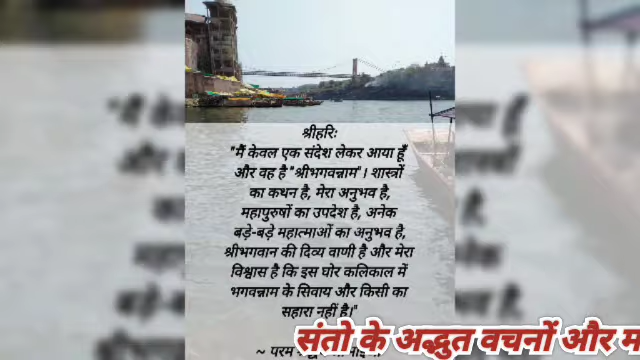 श्रीहरिः
"मैं केवल एक संदेश लेकर आया हूँ
और वह है "श्रीभगवन्नाम"। शास्त्रों
का कथन है, मेरा अनुभव है,
महापुरुषों का उपदेश है, अनेक
बड़े-बड़े महात्माओं का अनुभव है,
श्रीभगवान की दिव्य वाणी है और मेरा
विश्वास है कि इस घोर कलिकाल में
भगवन्नाम के सिवाय और किसी का
सहारा नहीं है।"
संतो के अद्भुत वचनों और म
~ परम